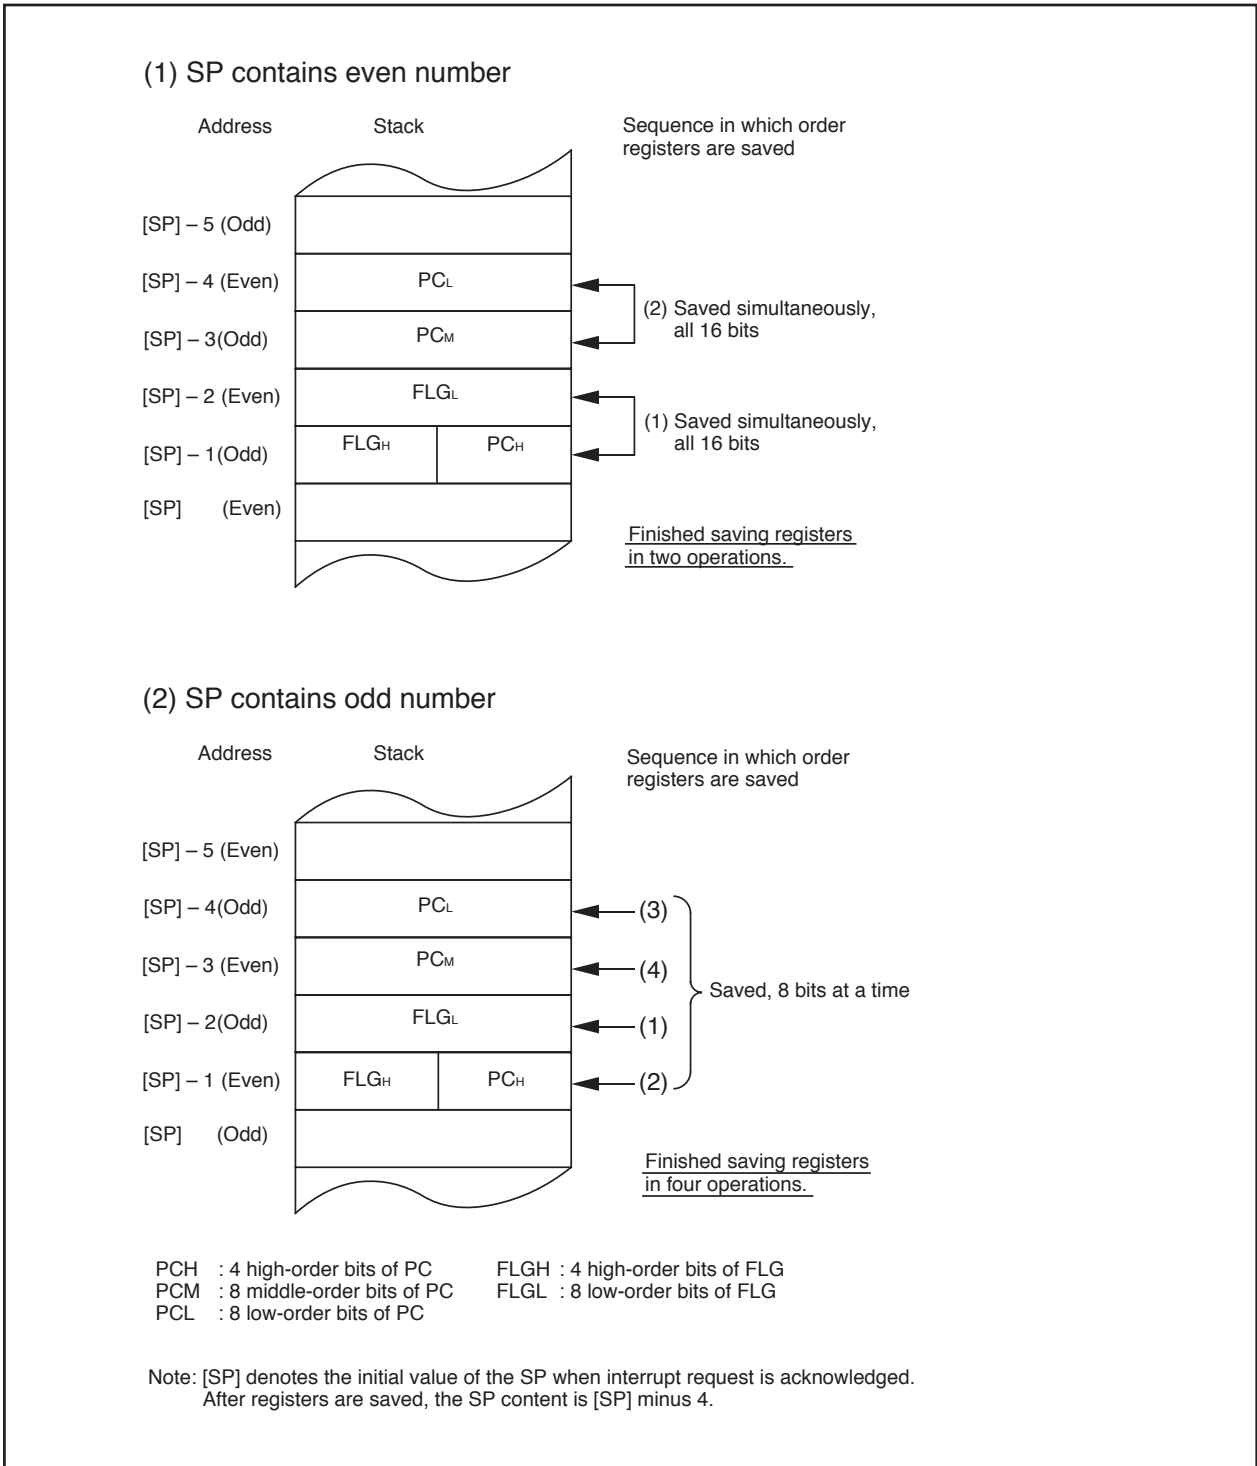 (1) SP contains even number
Address Stack Sequence in which order
registers are saved
[SP] – 5 (Odd)
[SP] – 4 (Even) PCL
[SP] – 3(Odd) PCM
(2) Saved simultaneously,
all 16 bits
[SP] – 2 (Even) FLGL
[SP] – 1(Odd) FLGH PCH
(1) Saved simultaneously,
all 16 bits
[SP] (Even)
Finished saving registers
in two operations.
(2) SP contains odd number
Address Stack Sequence in which order
registers are saved
[SP] – 5 (Even)
[SP] – 4(Odd) PCL (3)
[SP] – 3 (Even) PCM (4)
Saved, 8 bits at a time
[SP] – 2(Odd) FLGL (1)
[SP] – 1 (Even) FLGH PCH (2)
[SP] (Odd)
Finished saving registers
in four operations.
PCH : 4 high-order bits of PC FLGH : 4 high-order bits of FLG
PCM : 8 middle-order bits of PC FLGL : 8 low-order bits of FLG
PCL : 8 low-order bits of PC
Note: [SP] denotes the initial value of the SP when interrupt request is acknowledged.
After registers are saved, the SP content is [SP] minus 4.